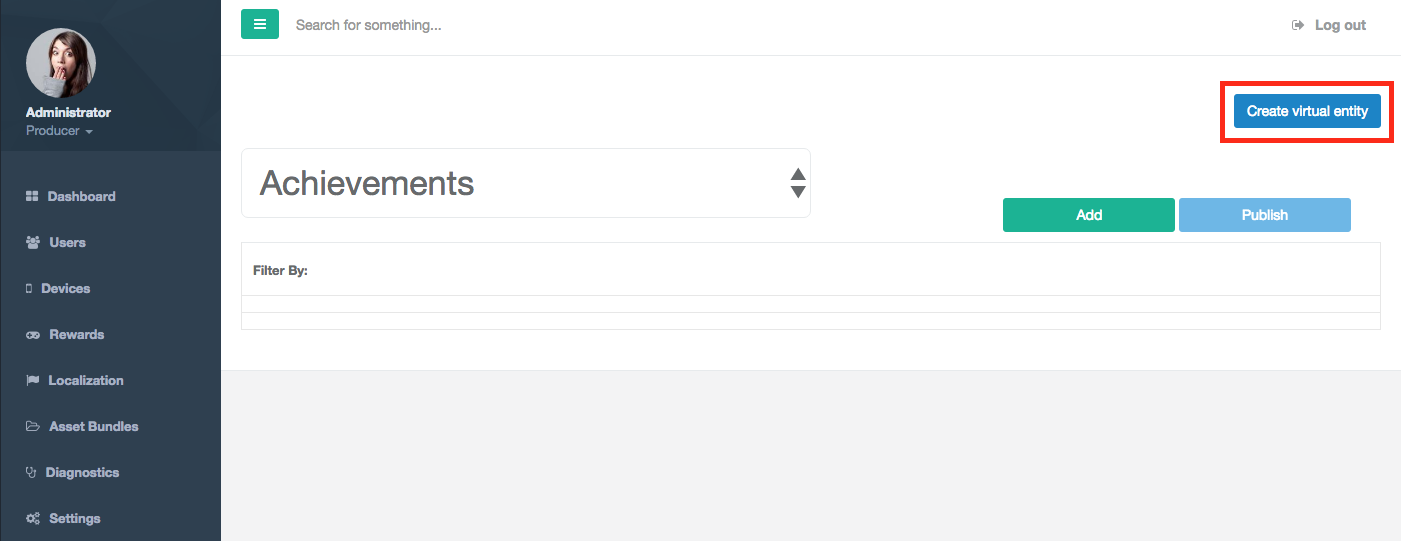 Search for something...
Log out
Administrator
Producer
Create virtual entity
Achievements
Dashboard
Add
Publish
Users
Filter By:
Devices
Rewards
Localization
Asset Bundles
Diagnostics
Settings